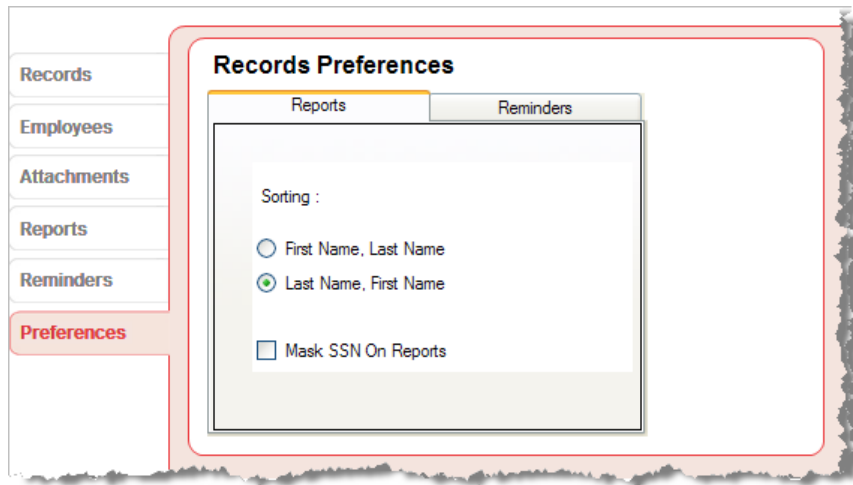 Records
Employees
Attachments
Reports
Reminders
Preferences
Records Preferences
Reports
Reminders
Sorting :
First Name, Last Name
Last Name, First Name
Mask SSN On Reports